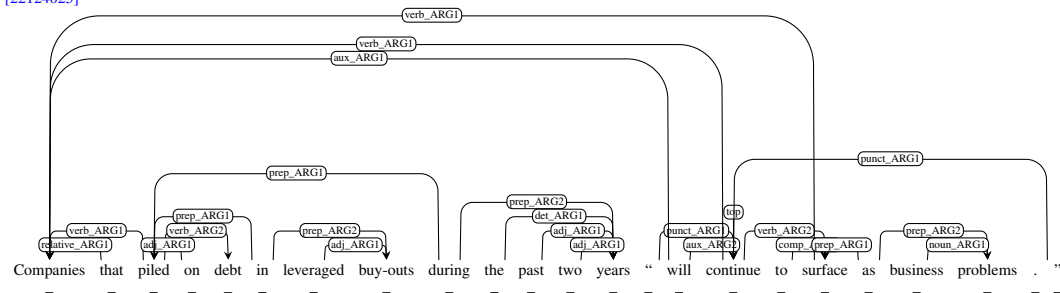 [22124025]
verb_ARG1
verb_ARG1
aux_ARG1
punct_ARG1
prep_ARG1
prep_ARG2
top
prep_ARG1 det_ARG1
verb_ARG1 verb_ARG2 prep_ARG2 adj_ARG1 punct_ARG1 verb_ARG2 prep_ARG2
relative_ARG1 adj_ARG1 adj_ARG1 adj_ARG1 aux_ARG2 comp_ prep_ARG1 noun_ARG1
Companies that piled on debt in leveraged buy-outs during the past two years “ will continue to surface as business problems . ”
_ _ _ _ _ _ _ _ _ _ _ _ _ _ _ _ _ _ _ _ _ _ _